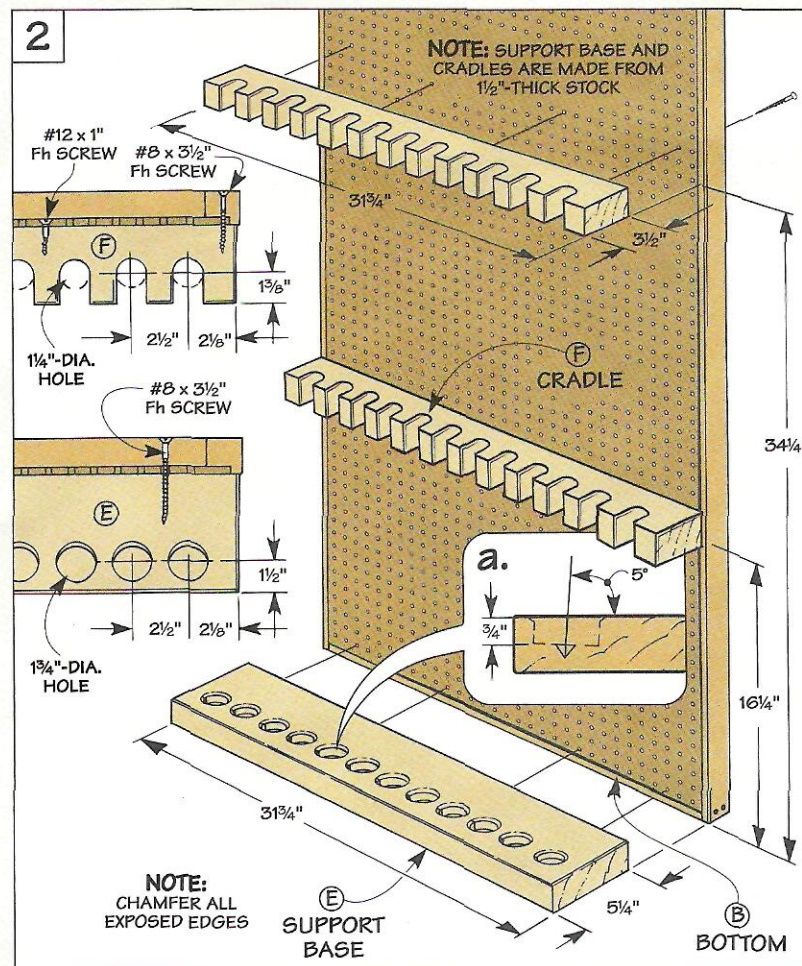 2
NOTE: SUPPORT BASE AND
CRADLES ARE MADE FROM
1½"-THICK STOCK
#12 x 1"
Fh SCREW
#8 x 3½"
Fh SCREW
31¾"
3½"
F
1⅜"
2½"
2⅛"
1¼"-DIA.
HOLE
F
CRADLE
#8 x 3½"
Fh SCREW
34¼
E
a.
5°
¾"
1½"
2½"
2⅛"
1¾"-DIA.
HOLE
16¼"
31¾"
5¼"
NOTE:
CHAMFER ALL
EXPOSED EDGES
E
SUPPORT
BASE
B
BOTTOM